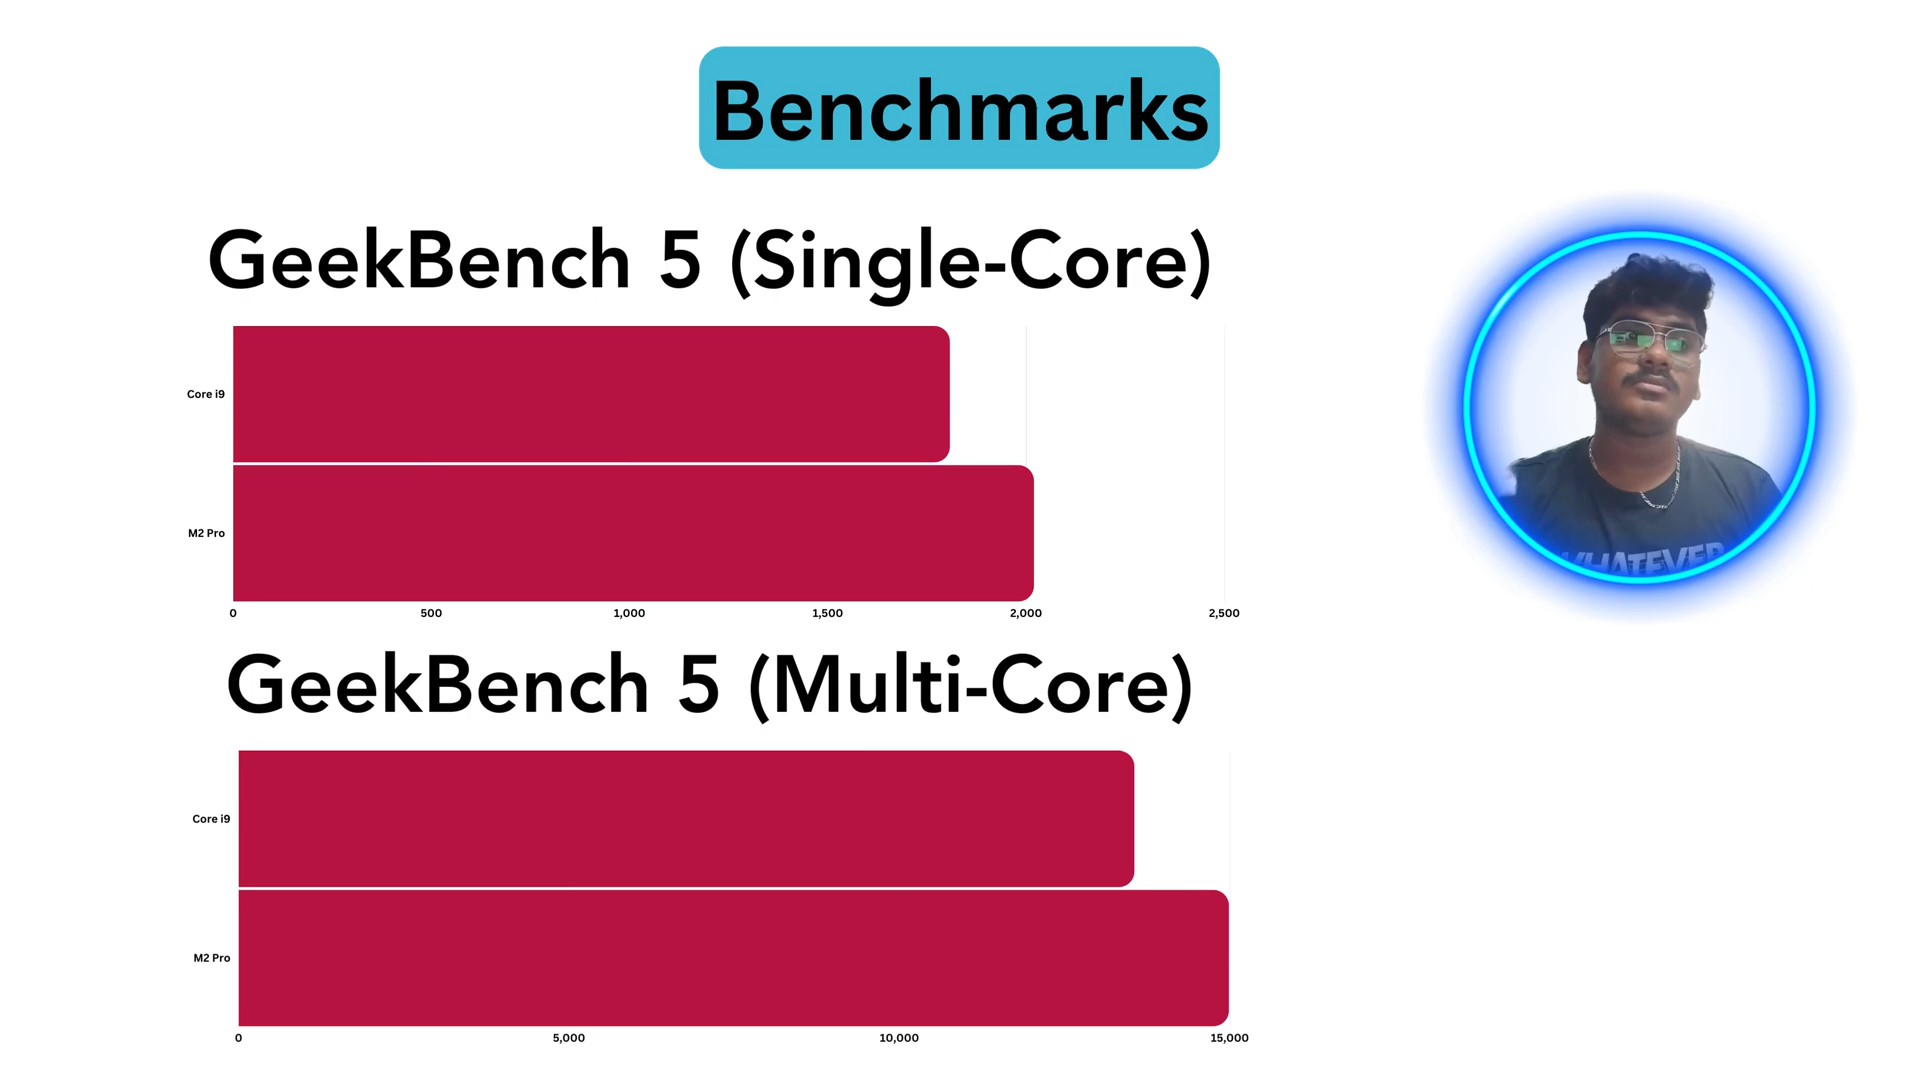 Benchmarks
GeekBench 5 (Single-Core)
Core i9
M2 Pro
0 500 1,000 1,500 2,000 2,500
GeekBench 5 (Multi-Core)
Core i9
M2 Pro
0 5,000 10,000 15,000
WHATEVER